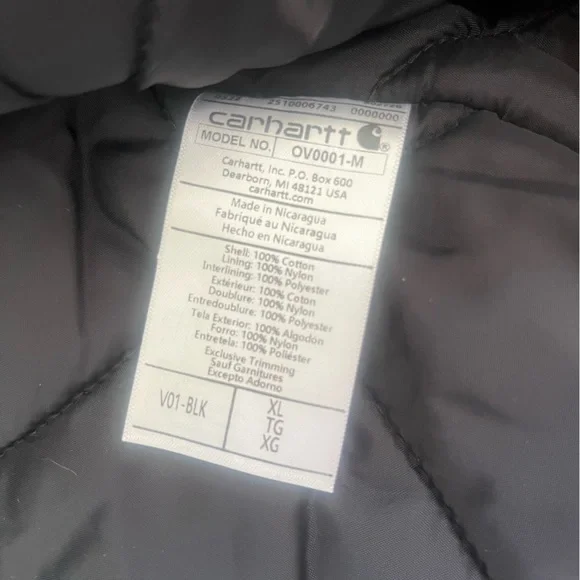 2510006743 0000000
carhartt
MODEL NO. OV0001-M
Carhartt, Inc. P.O. Box 600
Dearborn, MI 48121 USA
carhartt.com
Made in Nicaragua
Fabriqué au Nicaragua
Hecho en Nicaragua
Shell: 100% Cotton
Lining: 100% Nylon
Interlining: 100% Polyester
Extérieur: 100% Coton
Doublure: 100% Nylon
Entredoublure: 100% Polyester
Tela Exterior: 100% Algodón
Forro: 100% Nylon
Entretela: 100% Poliéster
Exclusive Trimming
Sauf Garnitures
Excepto Adorno
V01-BLK XL
TG
XG